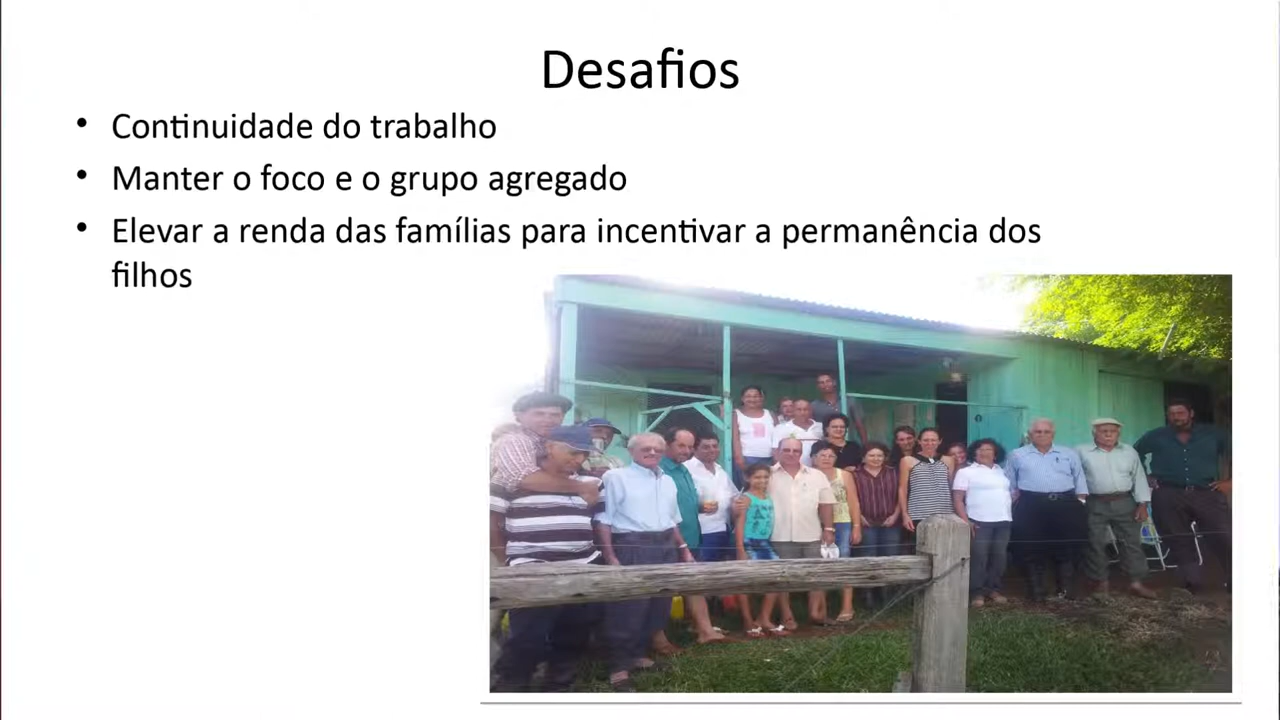 Desafios
• Continuidade do trabalho
• Manter o foco e o grupo agregado
• Elevar a renda das famílias para incentivar a permanência dos
filhos